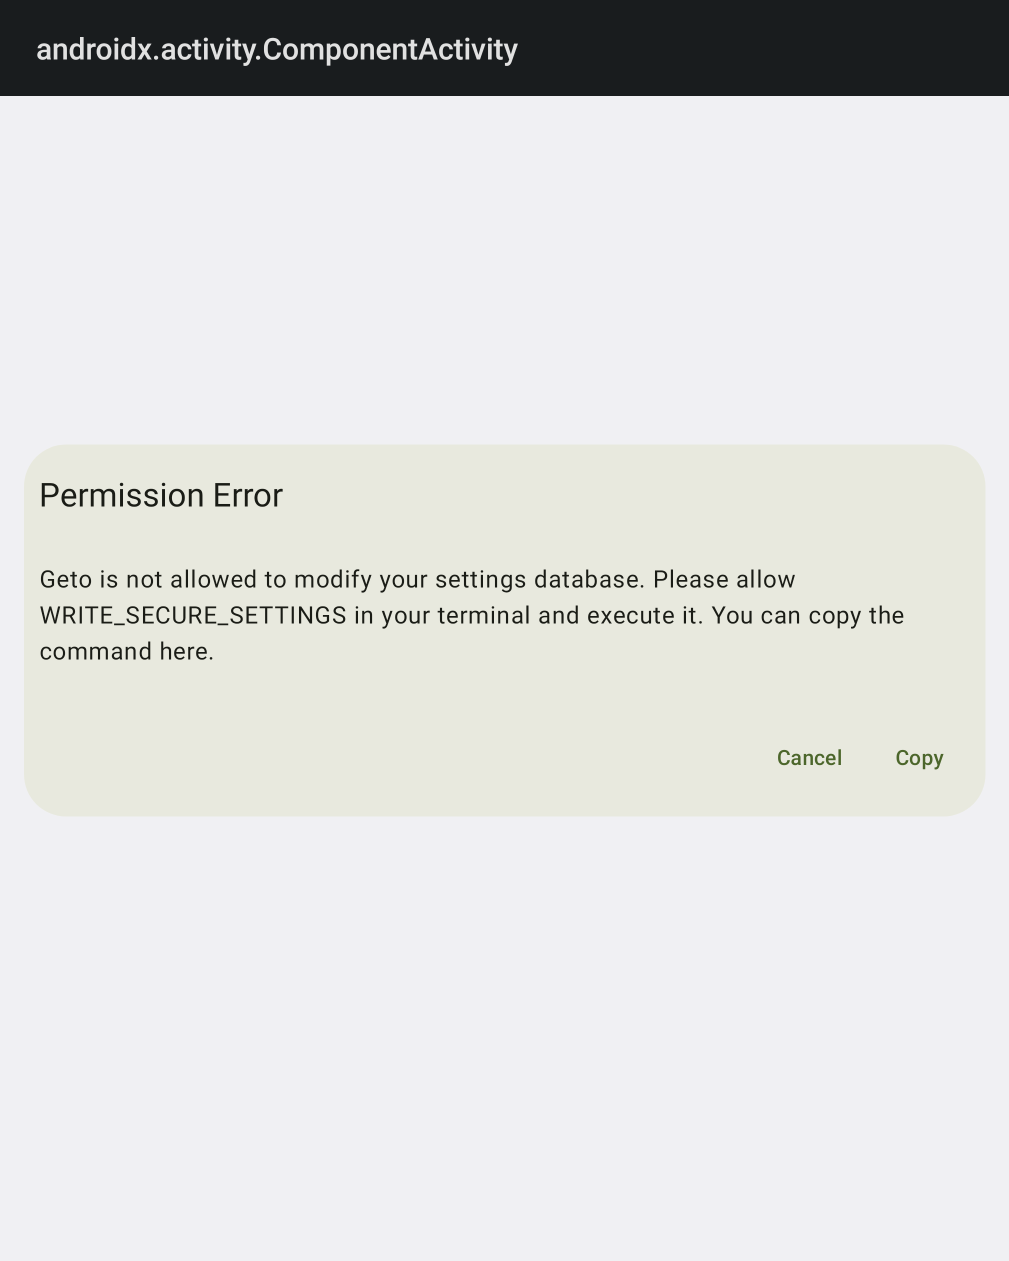 androidx.activity.ComponentActivity
Permission Error
Geto is not allowed to modify your settings database. Please allow
WRITE_SECURE_SETTINGS in your terminal and execute it. You can copy the
command here.
Cancel Copy